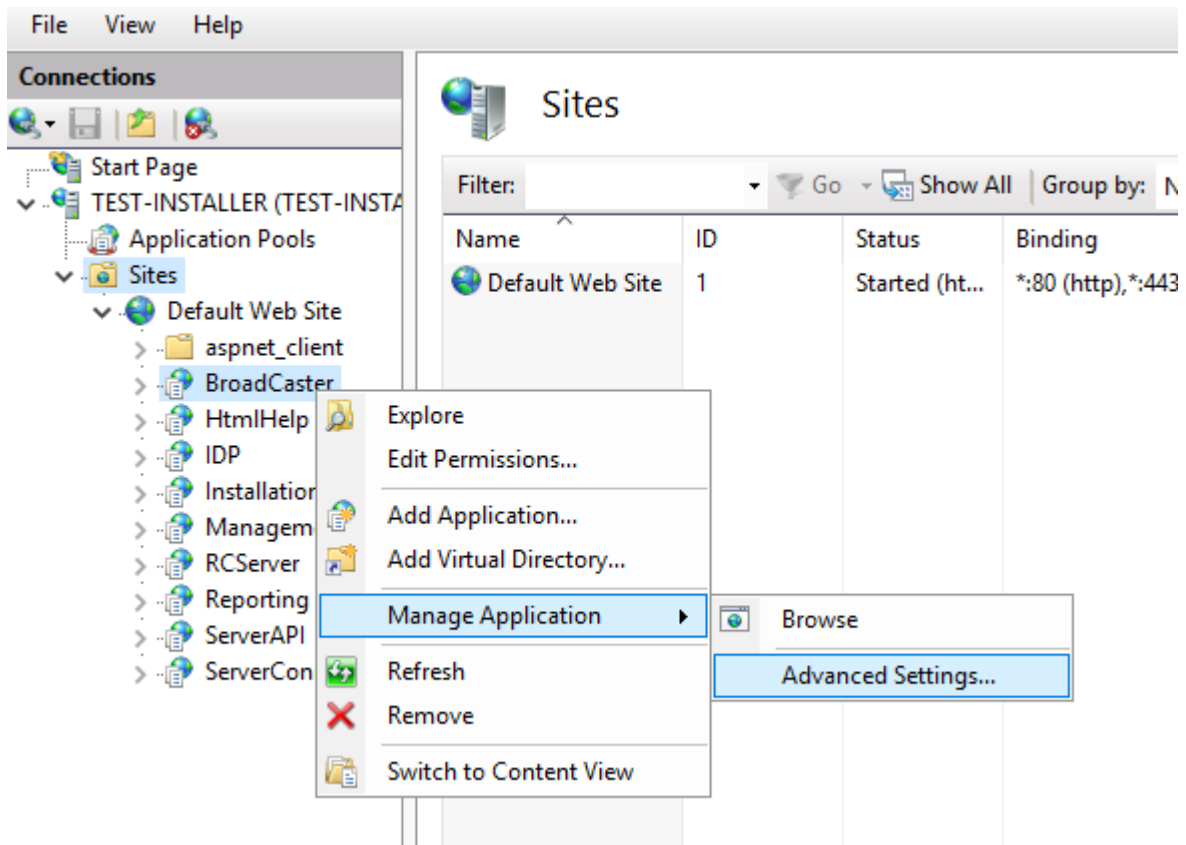 File View Help
Connections
Start Page
TEST-INSTALLER (TEST-INSTA
Application Pools
Sites
Default Web Site
aspnet_client
BroadCaster
HtmlHelp
IDP
Installation
Managem
RCServer
Reporting
ServerAPI
ServerCon
Explore
Edit Permissions...
Add Application...
Add Virtual Directory...
Manage Application
Refresh
Remove
Switch to Content View
Browse
Advanced Settings...
Sites
Filter: Go Show All Group by: N
Name ID Status Binding
Default Web Site 1 Started (ht... *:80 (http),*:443